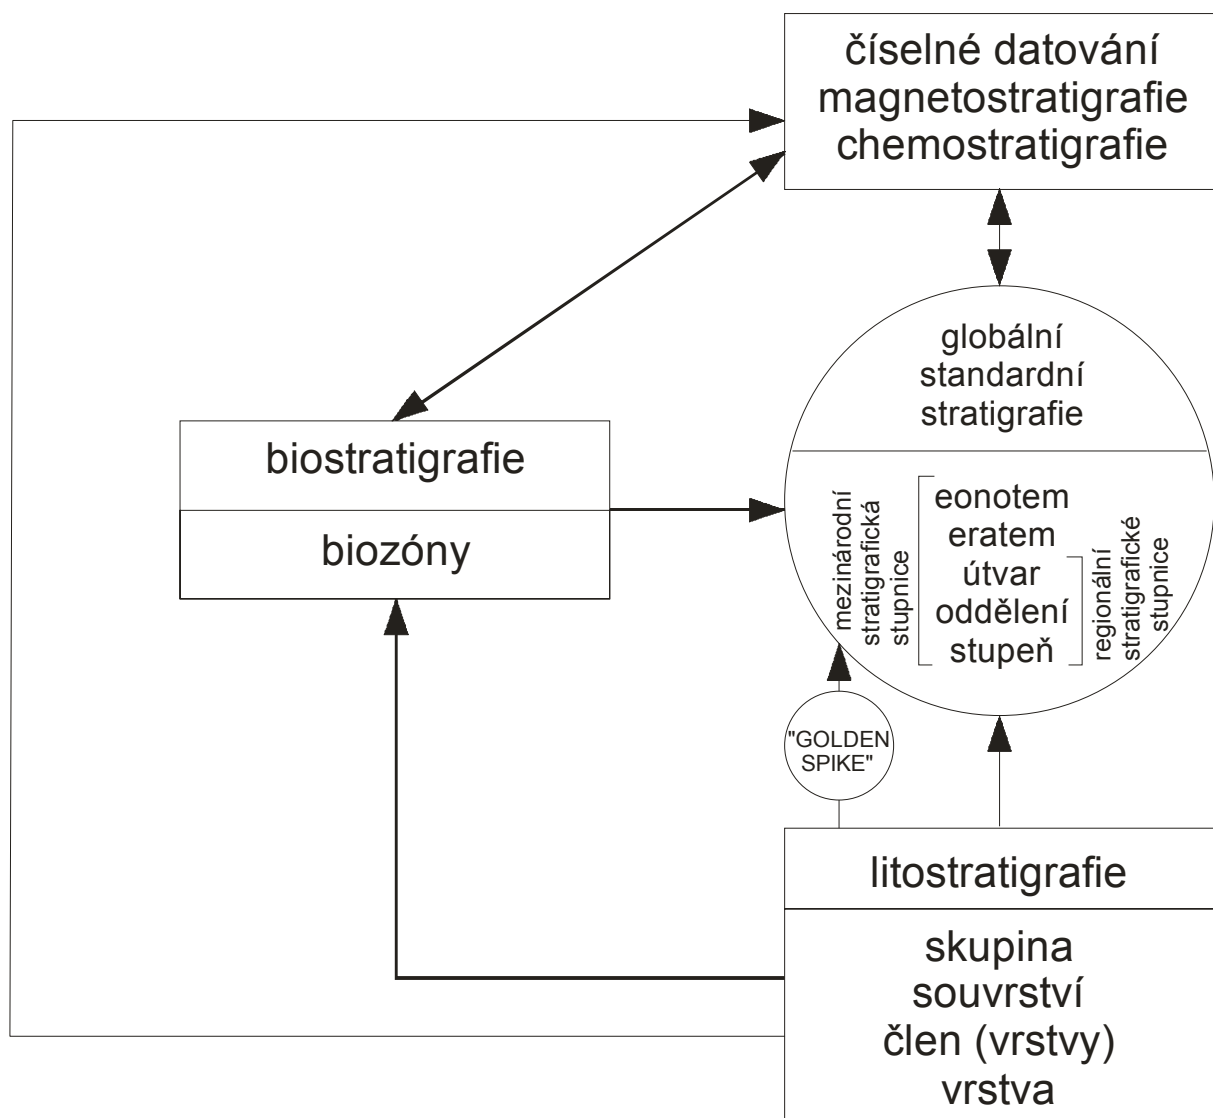 číselné datování
magnetostratigrafie
chemostratigrafie
globální
standardní
stratigrafie
biostratigrafie
biozóny
mezinárodní
stratigrafická
stupnice
eonotem
eratem
útvar
oddělení
stupeň
regionální
stratigrafické
stupnice
"GOLDEN
SPIKE"
litostratigrafie
skupina
souvrství
člen (vrstvy)
vrstva